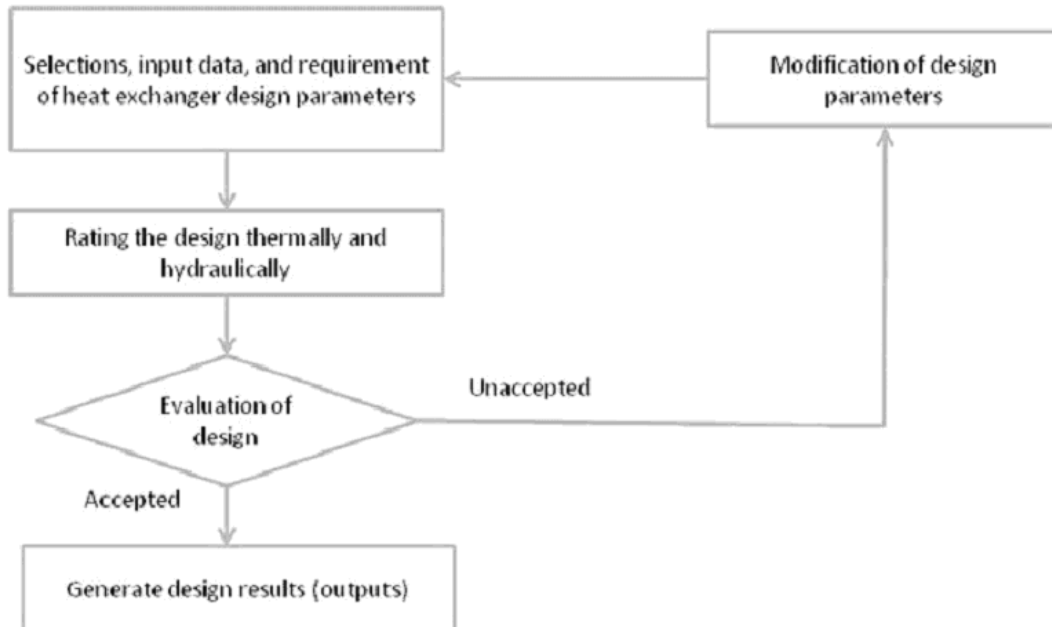 Selections, input data, and requirement
of heat exchanger design parameters
Modification of design
parameters
Rating the design thermally and
hydraulically
Evaluation of
design
Unaccepted
Accepted
Generate design results (outputs)